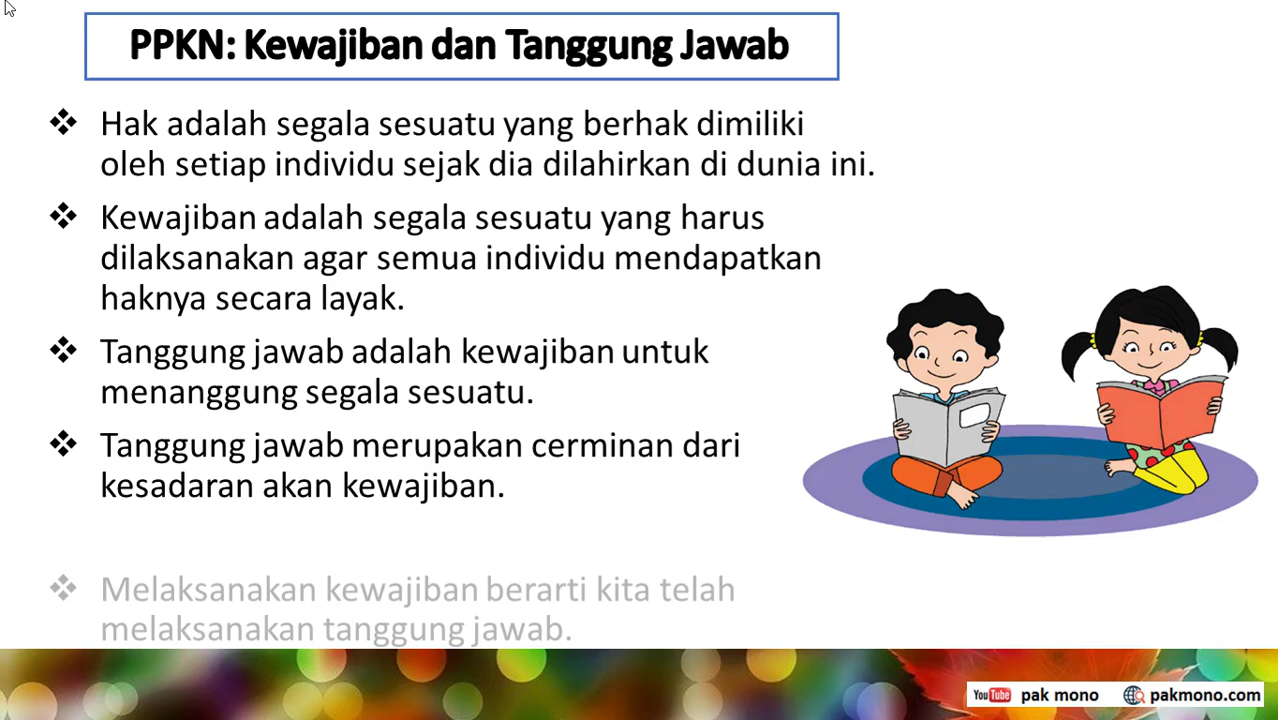 PPKN: Kewajiban dan Tanggung Jawab
❖ Hak adalah segala sesuatu yang berhak dimiliki
oleh setiap individu sejak dia dilahirkan di dunia ini.
❖ Kewajiban adalah segala sesuatu yang harus
dilaksanakan agar semua individu mendapatkan
haknya secara layak.
❖ Tanggung jawab adalah kewajiban untuk
menanggung segala sesuatu.
❖ Tanggung jawab merupakan cerminan dari
kesadaran akan kewajiban.
❖ Melaksanakan kewajiban berarti kita telah
melaksanakan tanggung jawab.
YouTube pak mono pakmono.com